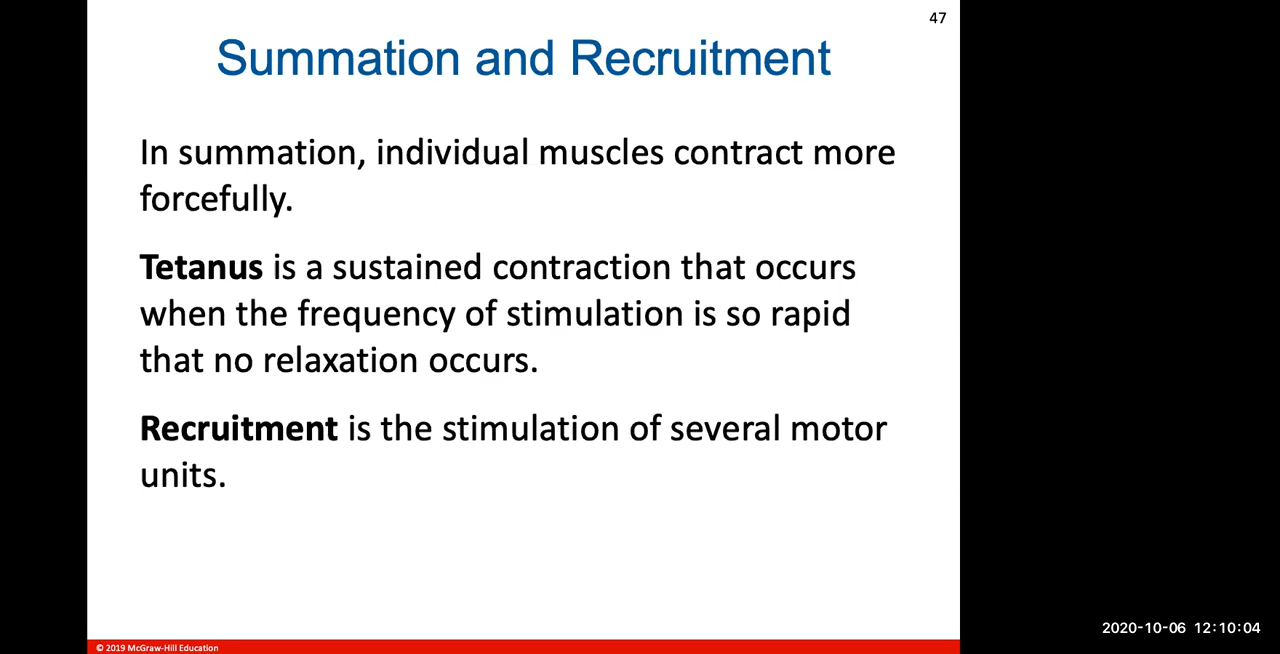 47
Summation and Recruitment
In summation, individual muscles contract more
forcefully.
Tetanus is a sustained contraction that occurs
when the frequency of stimulation is so rapid
that no relaxation occurs.
Recruitment is the stimulation of several motor
units.
© 2019 McGraw-Hill Education
2020-10-06 12:10:04